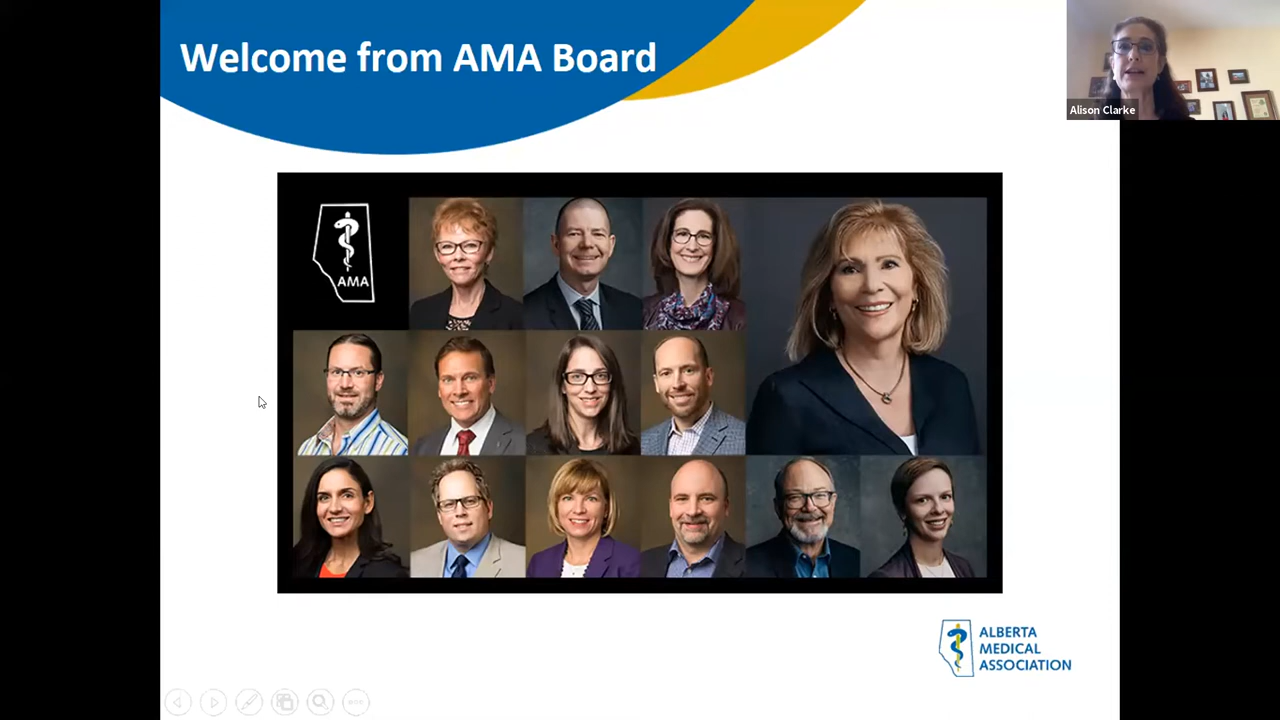 Welcome from AMA Board
Alison Clarke
AMA
ALBERTA
MEDICAL
ASSOCIATION